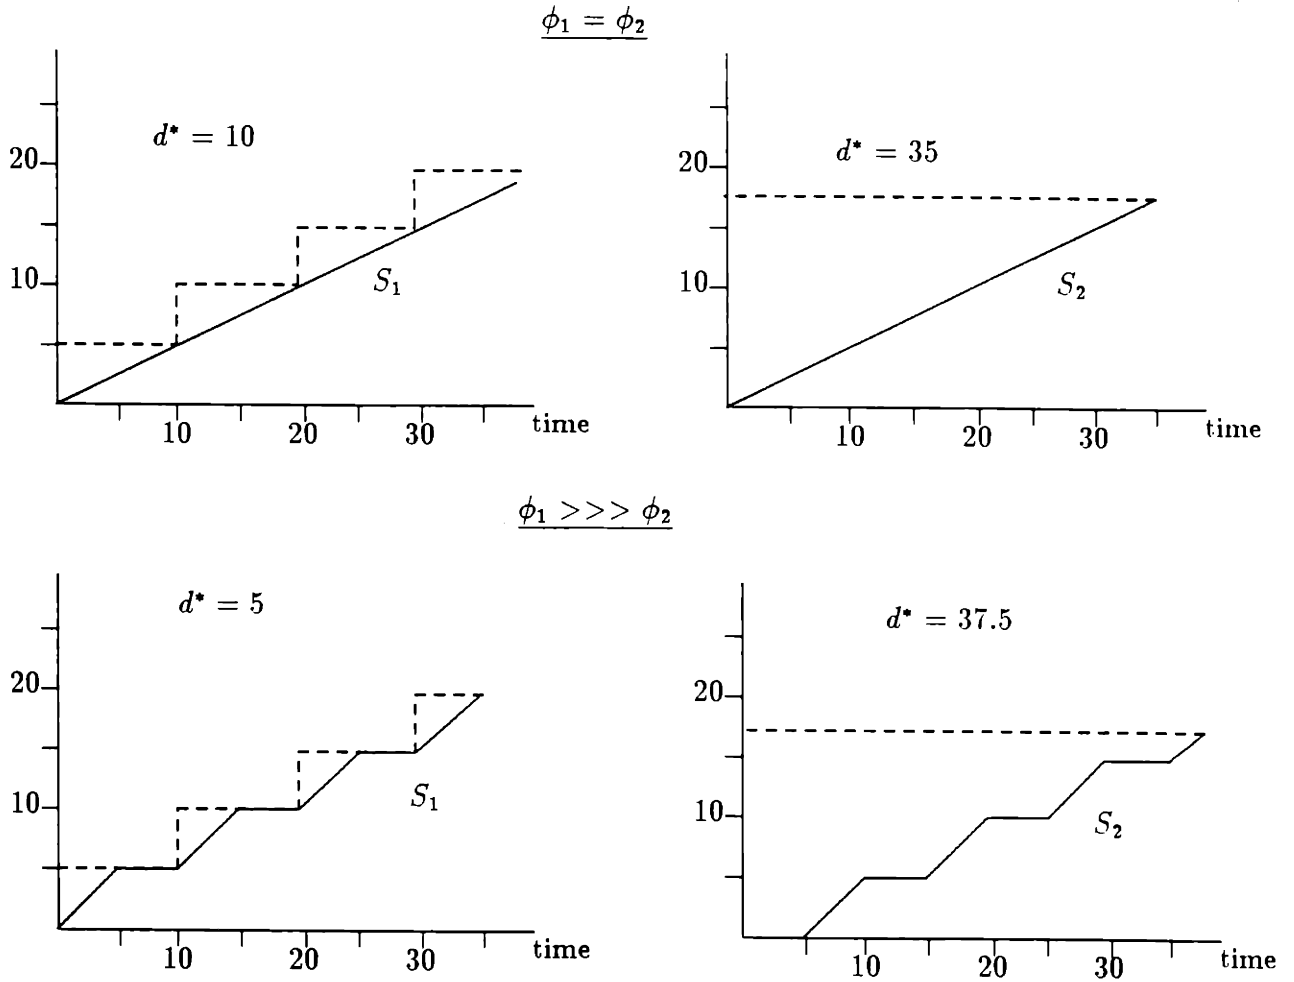 ϕ₁ = ϕ₂
d* = 10
20
10
S₁
10 20 30 time
d* = 35
20
10
S₂
10 20 30 time
ϕ₁ >>> ϕ₂
d* = 5
20
10
S₁
10 20 30 time
d* = 37.5
20
10
S₂
10 20 30 time